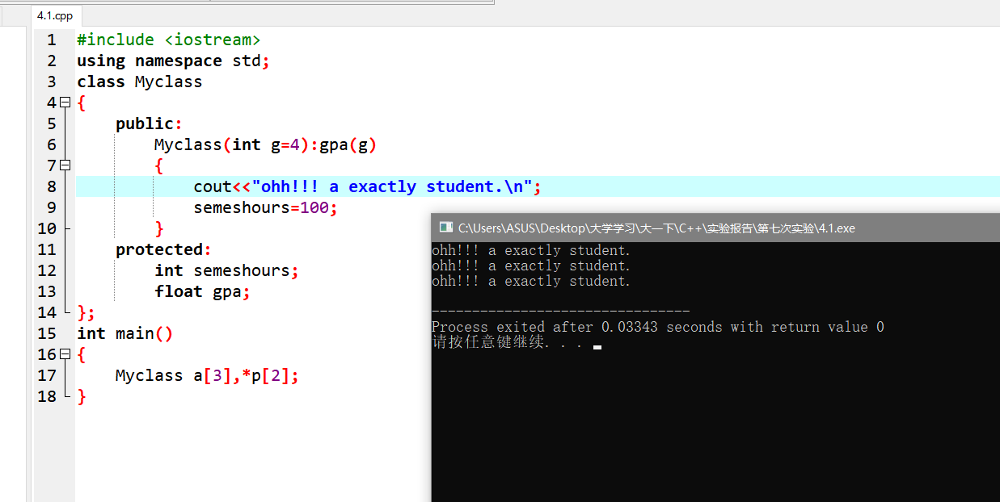 4.1.cpp
1 #include <iostream>
2 using namespace std;
3 class Myclass
4 {
5     public:
6         Myclass(int g=4):gpa(g)
7         {
8             cout<<"ohh!!! a exactly student.\n";
9             semeshours=100;
10         }
11     protected:
12         int semeshours;
13         float gpa;
14 };
15 int main()
16 {
17     Myclass a[3],*p[2];
18 }
C:\Users\ASUS\Desktop\大学学习\大一下\C++\实验报告\第七次实验\4.1.exe
ohh!!! a exactly student.
ohh!!! a exactly student.
ohh!!! a exactly student.
--------------------------------
Process exited after 0.03343 seconds with return value 0
请按任意键继续. . .